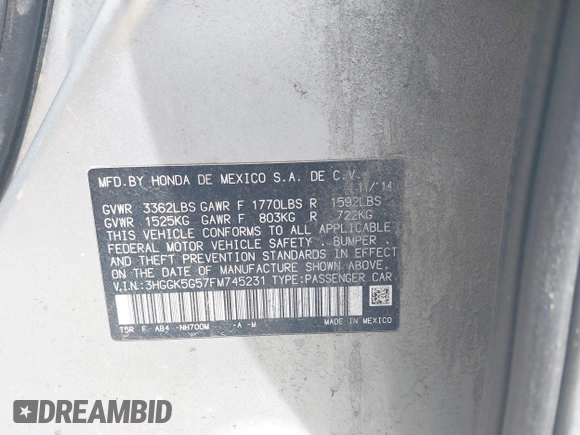 MFD.BY HONDA DE MEXICO S.A. DE C.V.
11/'14
GVWR 3362LBS GAWR F 1770LBS R 1592LBS
GVWR 1525KG GAWR F 803KG R 722KG
THIS VEHICLE CONFORMS TO ALL APPLICABLE
FEDERAL MOTOR VEHICLE SAFETY , BUMPER ,
AND THEFT PREVENTION STANDARDS IN EFFECT
ON THE DATE OF MANUFACTURE SHOWN ABOVE.
V.I.N:3HGGK5G57FM745231 TYPE:PASSENGER CAR
T5R F AB4 -NH700M -A -M
MADE IN MEXICO
DREAMBID